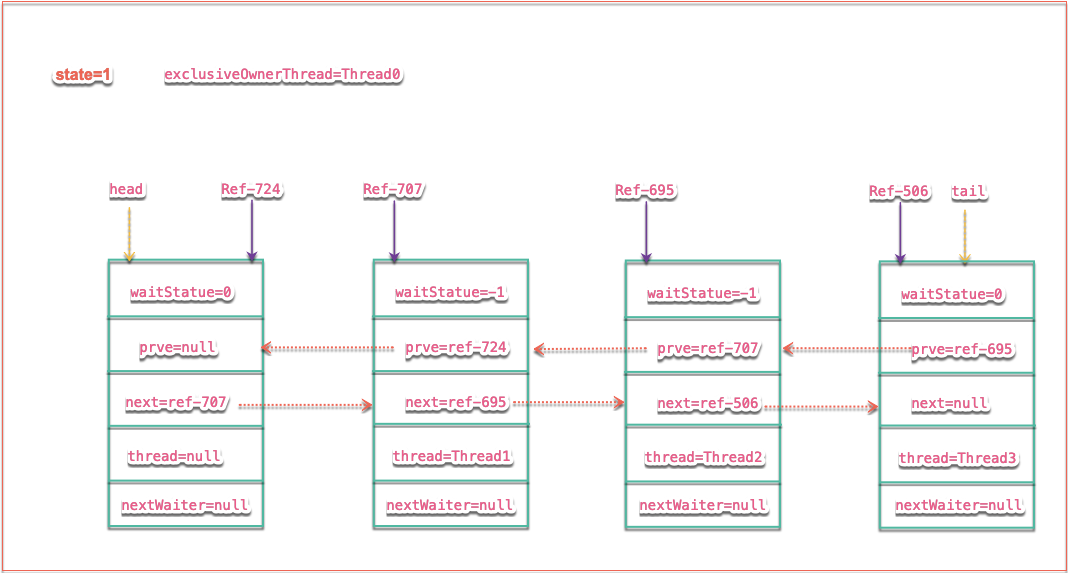 state=1 exclusiveOwnerThread=Thread0
head Ref-724 Ref-707 Ref-695 Ref-506 tail
waitStatue=0 waitStatue=-1 waitStatue=-1 waitStatue=0
prve=null prve=ref-724 prve=ref-707 prve=ref-695
next=ref-707 next=ref-695 next=ref-506 next=null
thread=null thread=Thread1 thread=Thread2 thread=Thread3
nextWaiter=null nextWaiter=null nextWaiter=null nextWaiter=null